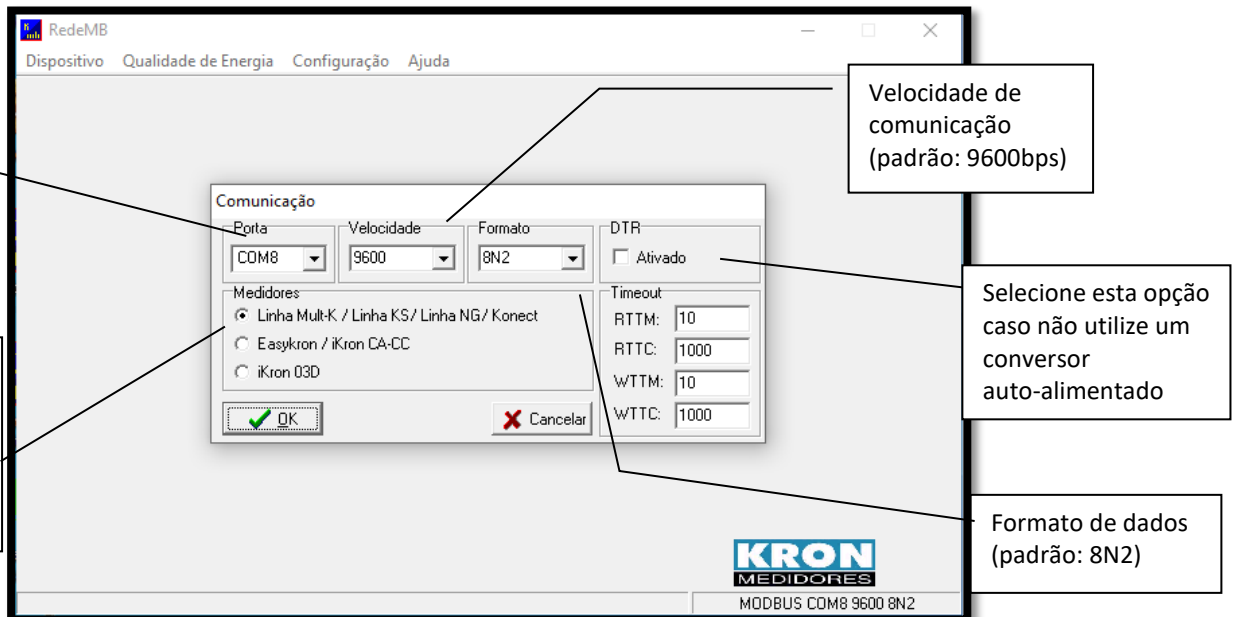 RedeMB
Dispositivo Qualidade de Energia Configuração Ajuda
Velocidade de
comunicação
(padrão: 9600bps)
Comunicação
Porta
COM8
Velocidade
9600
Formato
8N2
DTR
Ativado
Medidores
Linha Mult-K / Linha KS/ Linha NG/ Konect
Easykron / iKron CA-CC
iKron 03D
Timeout
RTTM: 10
RTTC: 1000
WTTM: 10
WTTC: 1000
OK
Cancelar
Selecione esta opção
caso não utilize um
conversor
auto-alimentado
Formato de dados
(padrão: 8N2)
KRON
MEDIDORES
MODBUS COM8 9600 8N2